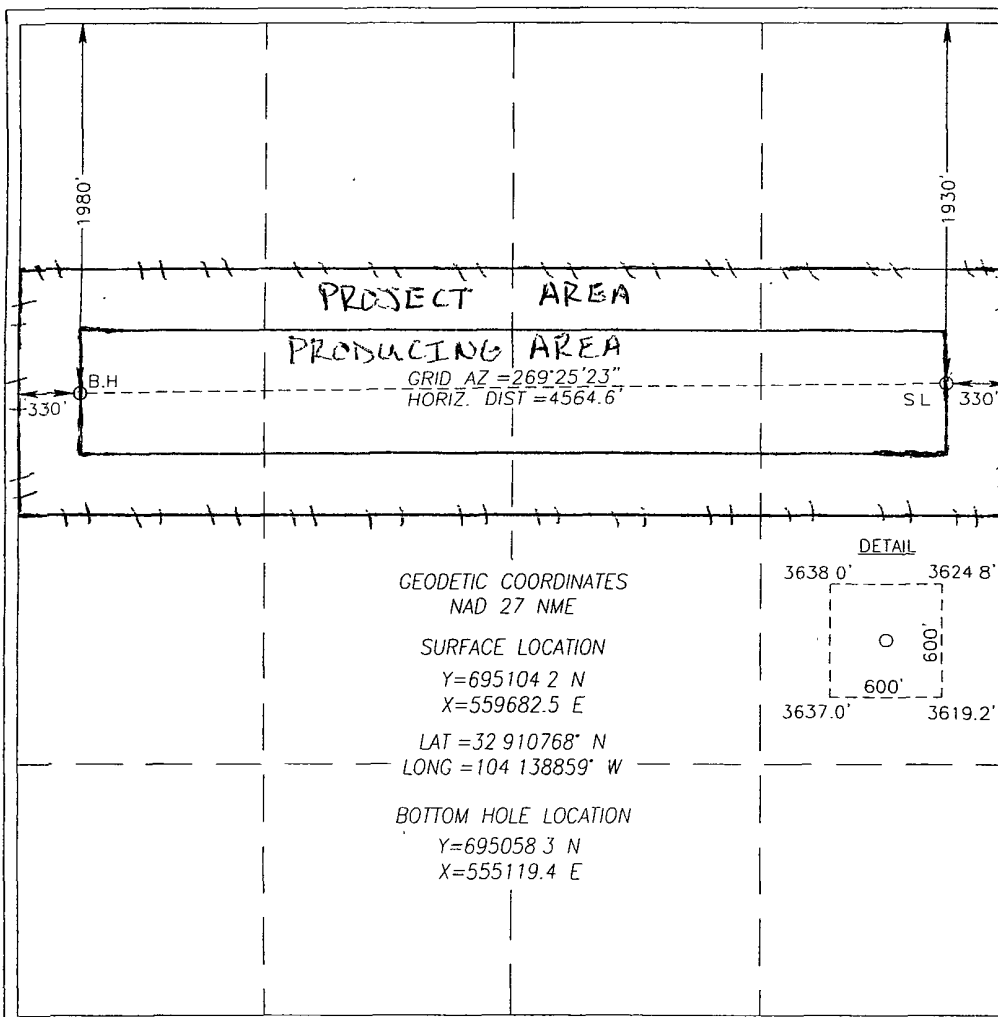 1980'
1930'
PROJECT AREA
PRODUCING AREA
GRID AZ =269°25'23"
HORIZ. DIST =4564.6'
B.H
330'
S L
330'
DETAIL
3638 0'
3624 8'
600'
600'
3637.0'
3619.2'
GEODETIC COORDINATES
NAD 27 NME
SURFACE LOCATION
Y=695104 2 N
X=559682.5 E
LAT =32 910768° N
LONG =104 138859° W
BOTTOM HOLE LOCATION
Y=695058 3 N
X=555119.4 E